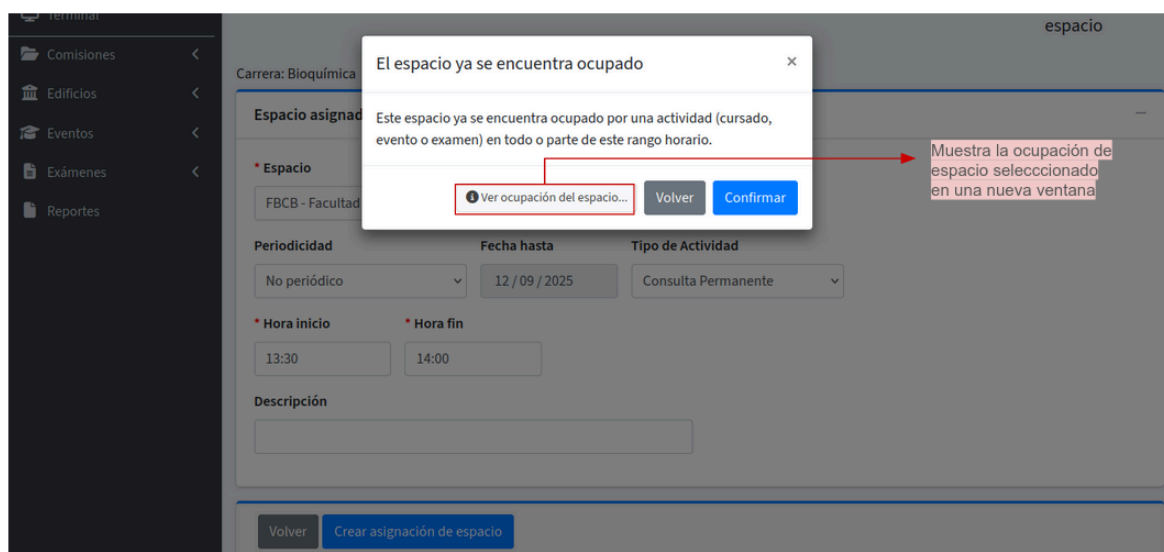 Terminal
espacio
Comisiones
Edificios
Eventos
Exámenes
Reportes
Carrera: Bioquímica
El espacio ya se encuentra ocupado
×
Espacio asignad
Este espacio ya se encuentra ocupado por una actividad (cursado,
evento o examen) en todo o parte de este rango horario.
Ver ocupación del espacio...
Volver
Confirmar
Muestra la ocupación de
espacio selecccionado
en una nueva ventana
* Espacio
FBCB - Facultad
Periodicidad
Fecha hasta
Tipo de Actividad
No periódico
12 / 09 / 2025
Consulta Permanente
* Hora inicio
* Hora fin
13:30
14:00
Descripción
Volver
Crear asignación de espacio